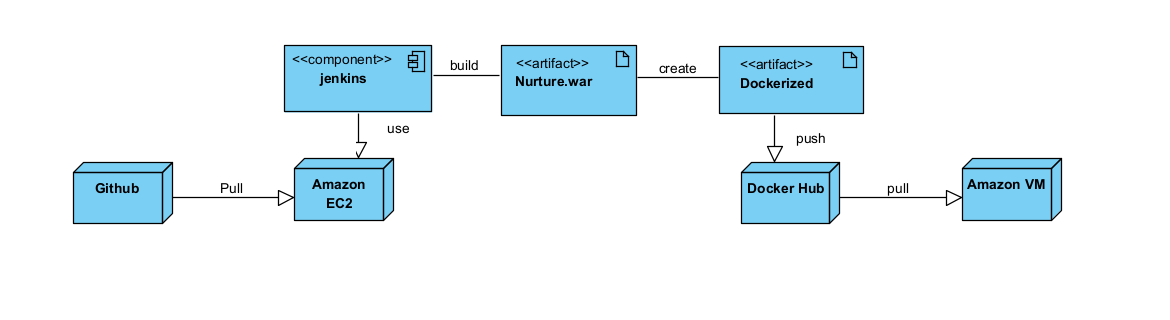 <<component>>
jenkins
build
<<artifact>>
Nurture.war
create
<<artifact>>
Dockerized
use
push
Github
Pull
Amazon
EC2
Docker Hub
pull
Amazon VM